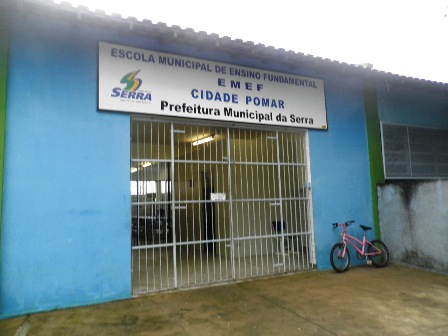 ESCOLA MUNICIPAL DE ENSINO FUNDAMENTAL
EMEF
CIDADE POMAR
Prefeitura Municipal da Serra
SERRA